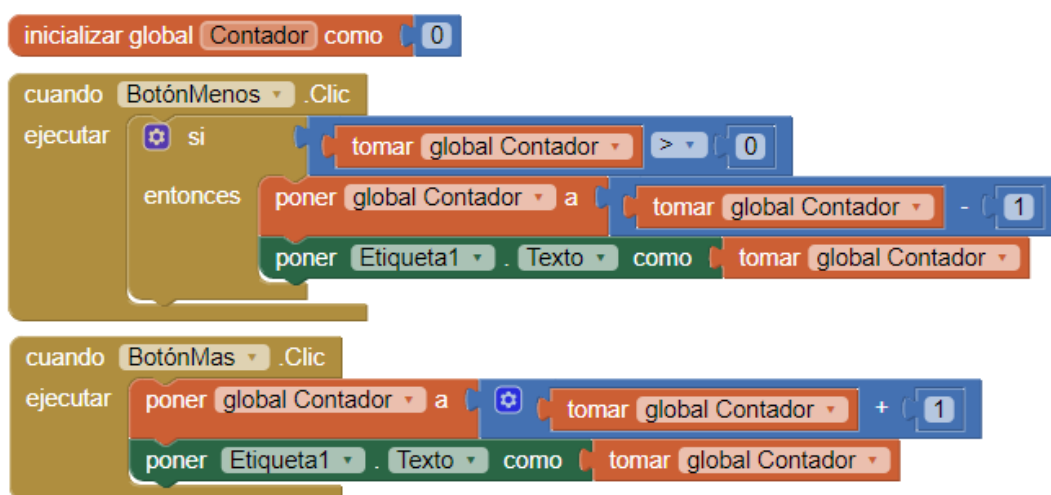 inicializar global Contador como 0
cuando BotónMenos .Clic
ejecutar si tomar global Contador > 0
entonces poner global Contador a tomar global Contador - 1
poner Etiqueta1 . Texto como tomar global Contador
cuando BotónMas .Clic
ejecutar poner global Contador a tomar global Contador + 1
poner Etiqueta1 . Texto como tomar global Contador